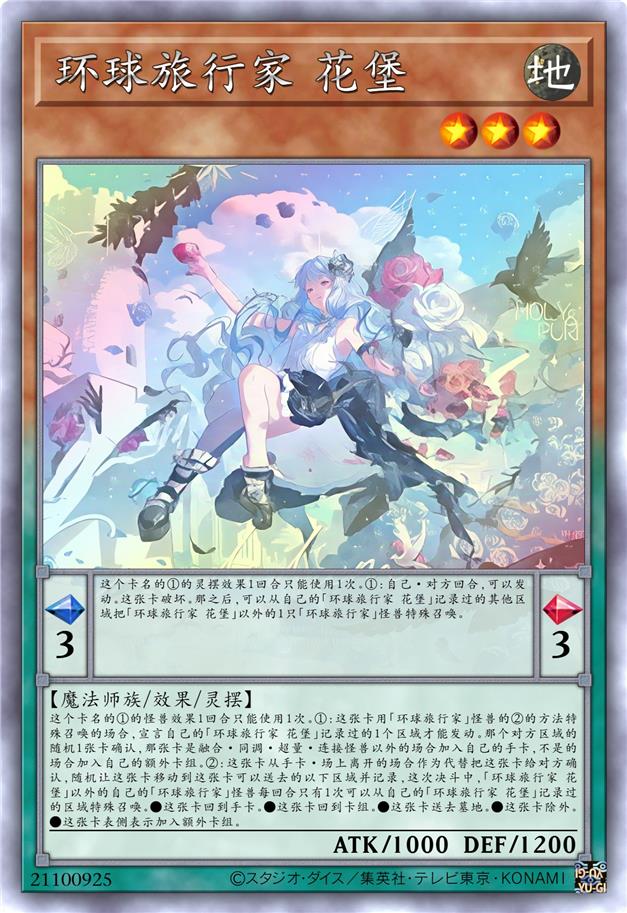 环球旅行家 花堡
地
HOLY&
PURI
这个卡名的①的灵摆效果1回合只能使用1次。①:自己・对方回合,可以发
动。这张卡破坏。那之后,可以从自己的「环球旅行家 花堡」记录过的其他区
域把「环球旅行家 花堡」以外的1只「环球旅行家」怪兽特殊召唤。
3
3
【魔法师族/效果/灵摆】
这个卡名的①的怪兽效果1回合只能使用1次。①:这张卡用「环球旅行家」怪兽的②的方法特
殊召唤的场合,宣言自己的「环球旅行家 花堡」记录过的1个区域才能发动。那个对方区域的
随机1张卡确认,那张卡是融合・同调・超量・连接怪兽以外的场合加入自己的手卡,不是的
场合加入自己的额外卡组。②:这张卡从手卡・场上离开的场合作为代替把这张卡给对方确
认,随机让这张卡移动到这张卡可以送去的以下区域并记录,这次决斗中,「环球旅行家 花
堡」以外的自己的「环球旅行家」怪兽每回合只有1次可以从自己的「环球旅行家 花堡」记录过
的区域特殊召唤。●这张卡回到手卡。●这张卡回到卡组。●这张卡送去墓地。●这张卡除外。
●这张卡表侧表示加入额外卡组。
ATK/1000 DEF/1200
21100925
©スタジオ・ダイス/集英社・テレビ東京・KONAMI
YU-GI